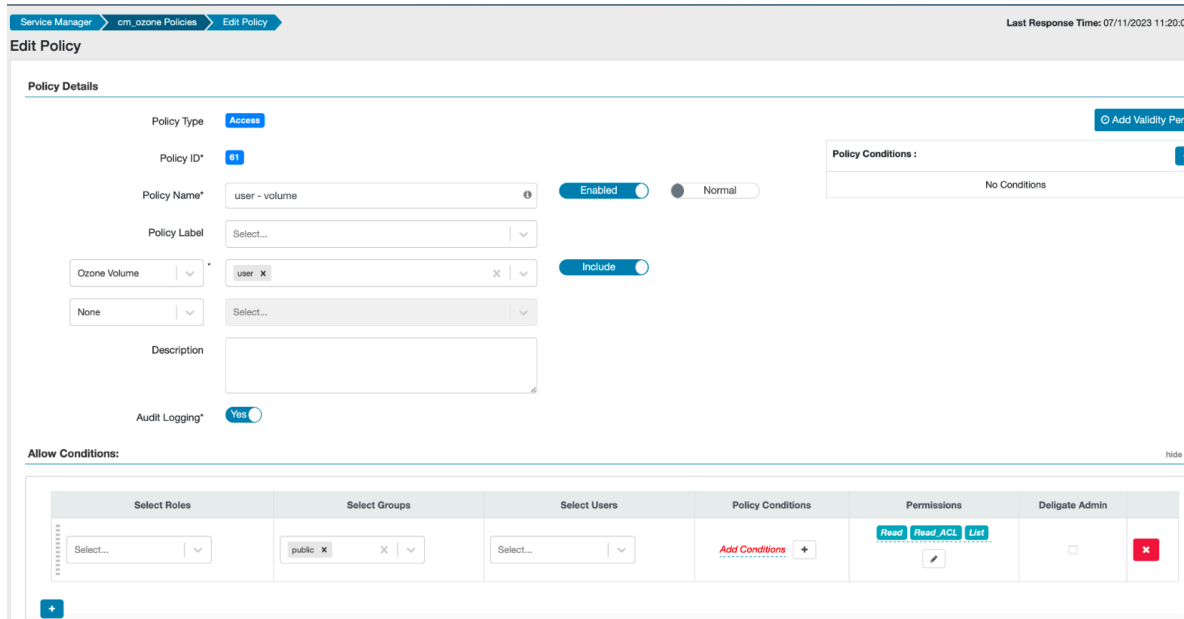 Service Manager cm_ozone Policies Edit Policy Last Response Time: 07/11/2023 11:20:0
Edit Policy
Policy Details
Policy Type Access
Add Validity Per
Policy ID* 61
Policy Conditions :
No Conditions
Policy Name* user - volume Enabled Normal
Policy Label Select...
Ozone Volume * user x Include
None Select...
Description
Audit Logging* Yes
Allow Conditions: hide
Select Roles Select Groups Select Users Policy Conditions Permissions Deligate Admin
Select... public x Select... Add Conditions + Read Read_ACL List
+